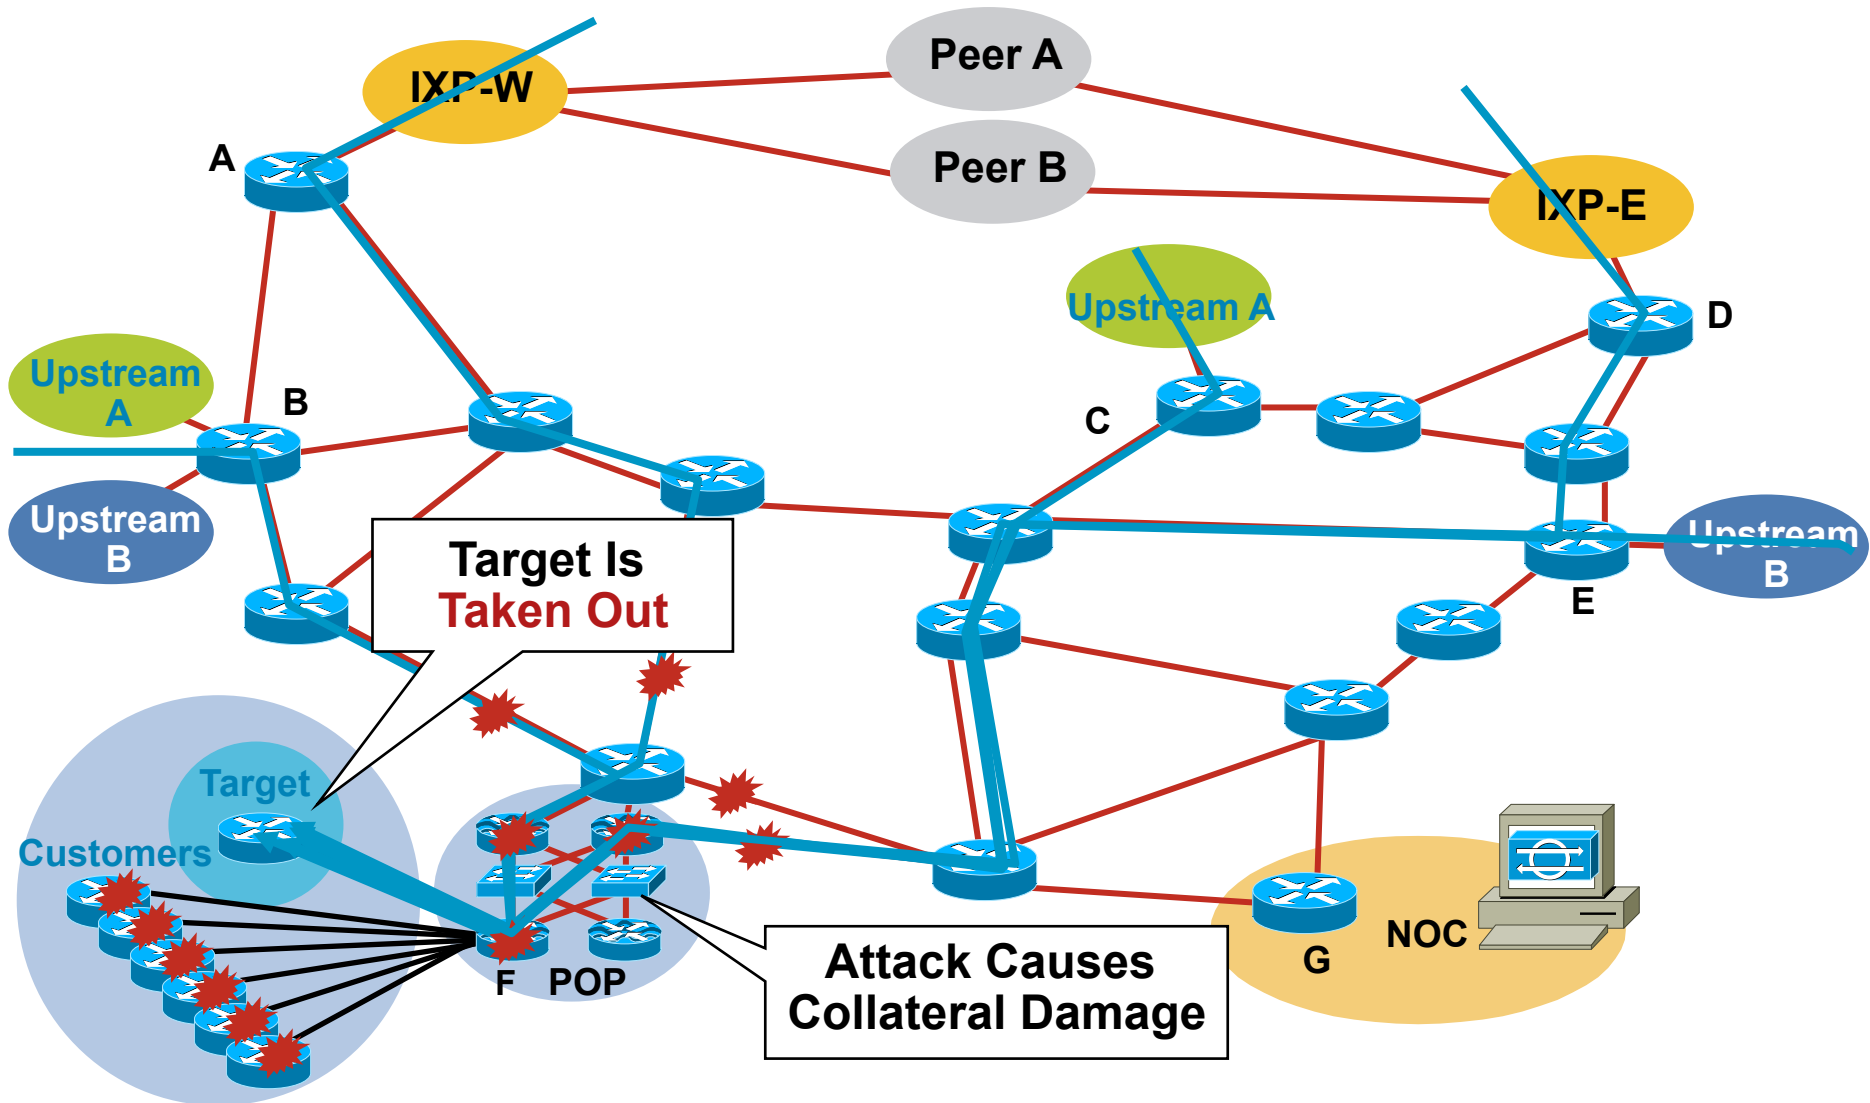 Peer A
IXP-W
Peer B
A
IXP-E
Upstream A
D
Upstream
A
B
C
Upstream
B
Upstream
B
E
Target Is
Taken Out
Target
Customers
F
POP
Attack Causes
Collateral Damage
NOC
G